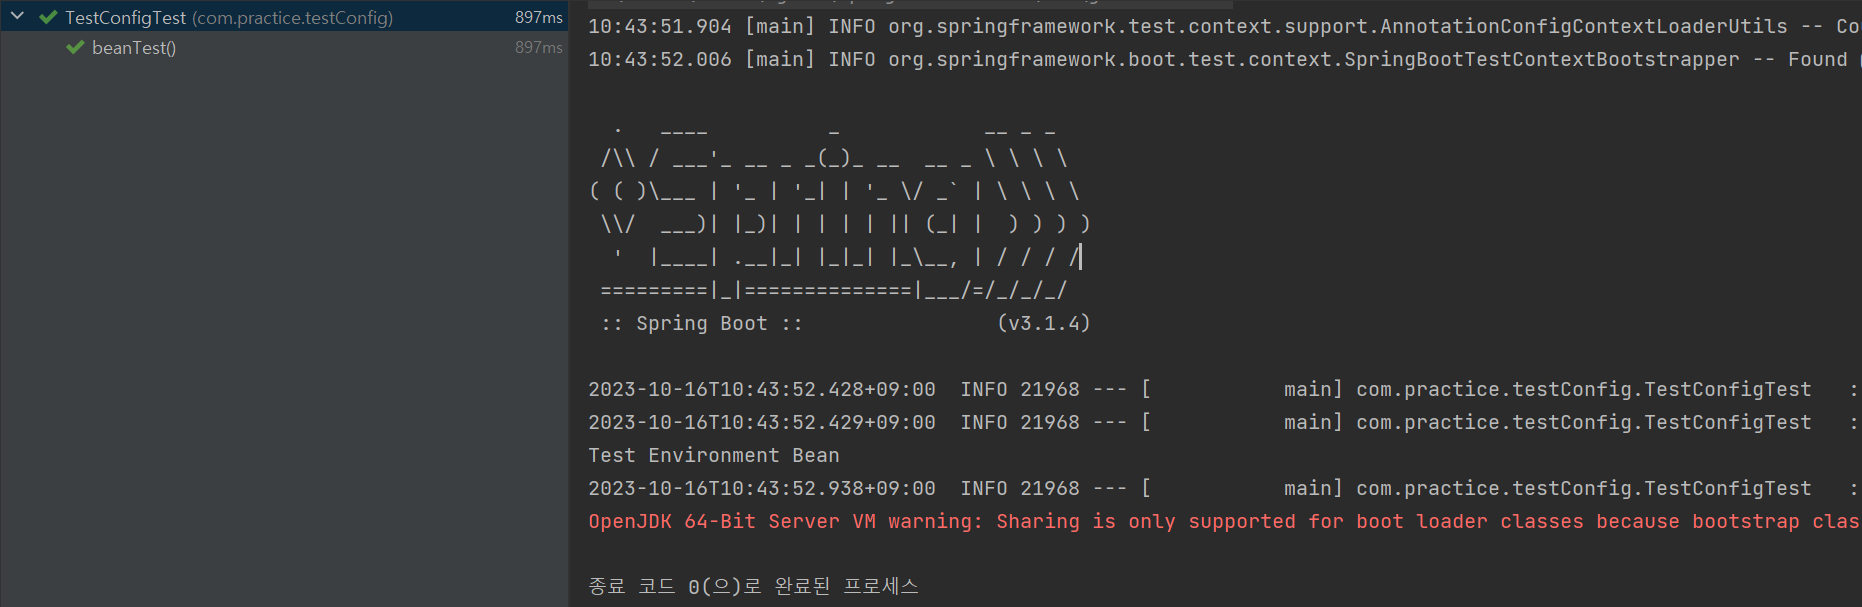 TestConfigTest (com.practice.testConfig) 897ms
beanTest() 897ms
10:43:51.904 [main] INFO org.springframework.test.context.support.AnnotationConfigContextLoaderUtils -- Co
10:43:52.006 [main] INFO org.springframework.boot.test.context.SpringBootTestContextBootstrapper -- Found
  .   ____          _            __ _ _
 /\\ / ___'_ __ _ _(_)_ __  __ _ \ \ \ \
( ( )\___ | '_ | '_| | '_ \/ _` | \ \ \ \
 \\/  ___)| |_)| | | | | || (_| |  ) ) ) )
  '  |____| .__|_| |_|_| |_\__, | / / / /
 =========|_|==============|___/=/_/_/_/
 :: Spring Boot ::                (v3.1.4)
2023-10-16T10:43:52.428+09:00  INFO 21968 --- [           main] com.practice.testConfig.TestConfigTest   :
2023-10-16T10:43:52.429+09:00  INFO 21968 --- [           main] com.practice.testConfig.TestConfigTest   :
Test Environment Bean
2023-10-16T10:43:52.938+09:00  INFO 21968 --- [           main] com.practice.testConfig.TestConfigTest   :
OpenJDK 64-Bit Server VM warning: Sharing is only supported for boot loader classes because bootstrap clas
종료 코드 0(으)로 완료된 프로세스